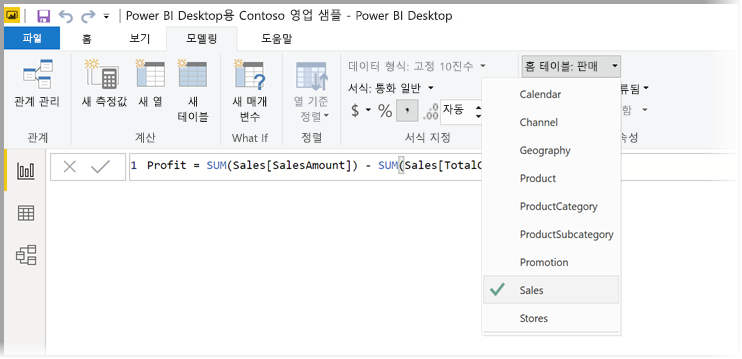 Power BI Desktop용 Contoso 영업 샘플 - Power BI Desktop
파일 홈 보기 모델링 도움말
데이터 형식: 고정 10진수 홈 테이블: 판매
서식: 통화 일반 류됨
$ % , .00 자동 함
관계 관리 새 측정값 새 열 새 테이블 새 매개 변수 열 기준 정렬
관계 계산 What If 정렬 서식 지정 속성
1 Profit = SUM(Sales[SalesAmount]) - SUM(Sales[TotalC
Calendar
Channel
Geography
Product
ProductCategory
ProductSubcategory
Promotion
Sales
Stores